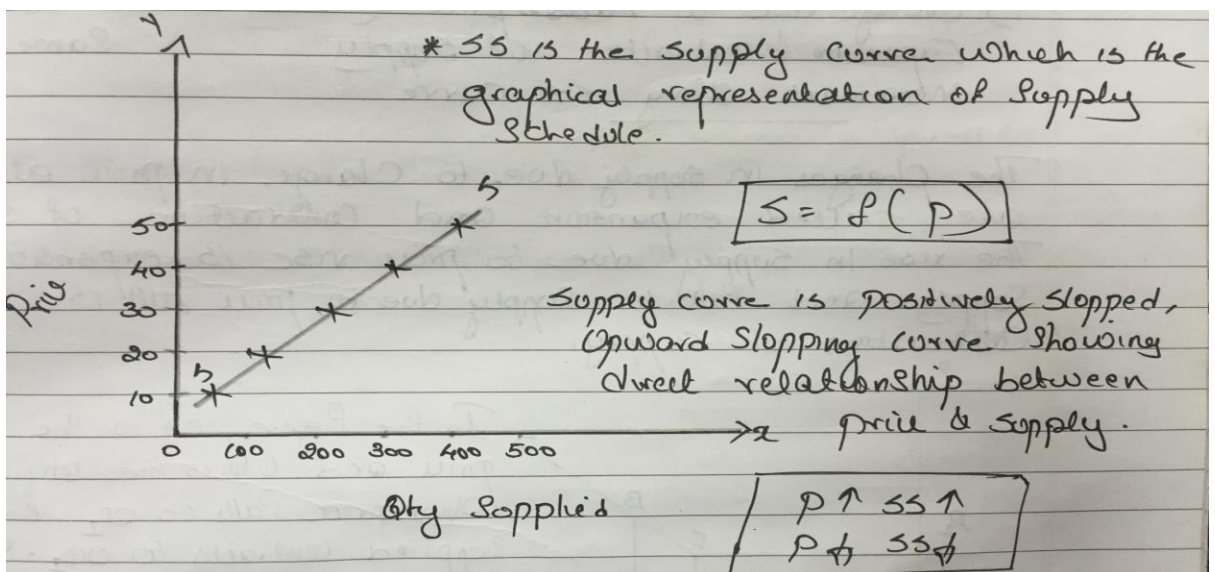 Y
* SS is the supply curve which is the
graphical representation of Supply
Schedule.
S
S = f(P)
50
40
30
20
10
Price
Supply curve is positively slopped,
Upward Slopping curve showing
direct relationship between
price & supply.
S
0 100 200 300 400 500 x
Qty Supplied
P↑ SS↑
P↓ SS↓